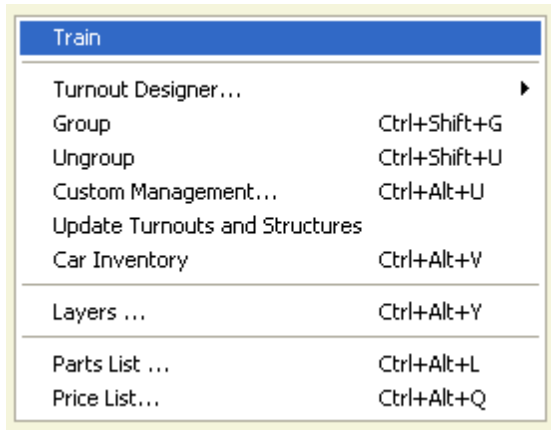 Train
Turnout Designer...
Group Ctrl+Shift+G
Ungroup Ctrl+Shift+U
Custom Management... Ctrl+Alt+U
Update Turnouts and Structures
Car Inventory Ctrl+Alt+V
Layers ... Ctrl+Alt+Y
Parts List ... Ctrl+Alt+L
Price List... Ctrl+Alt+Q